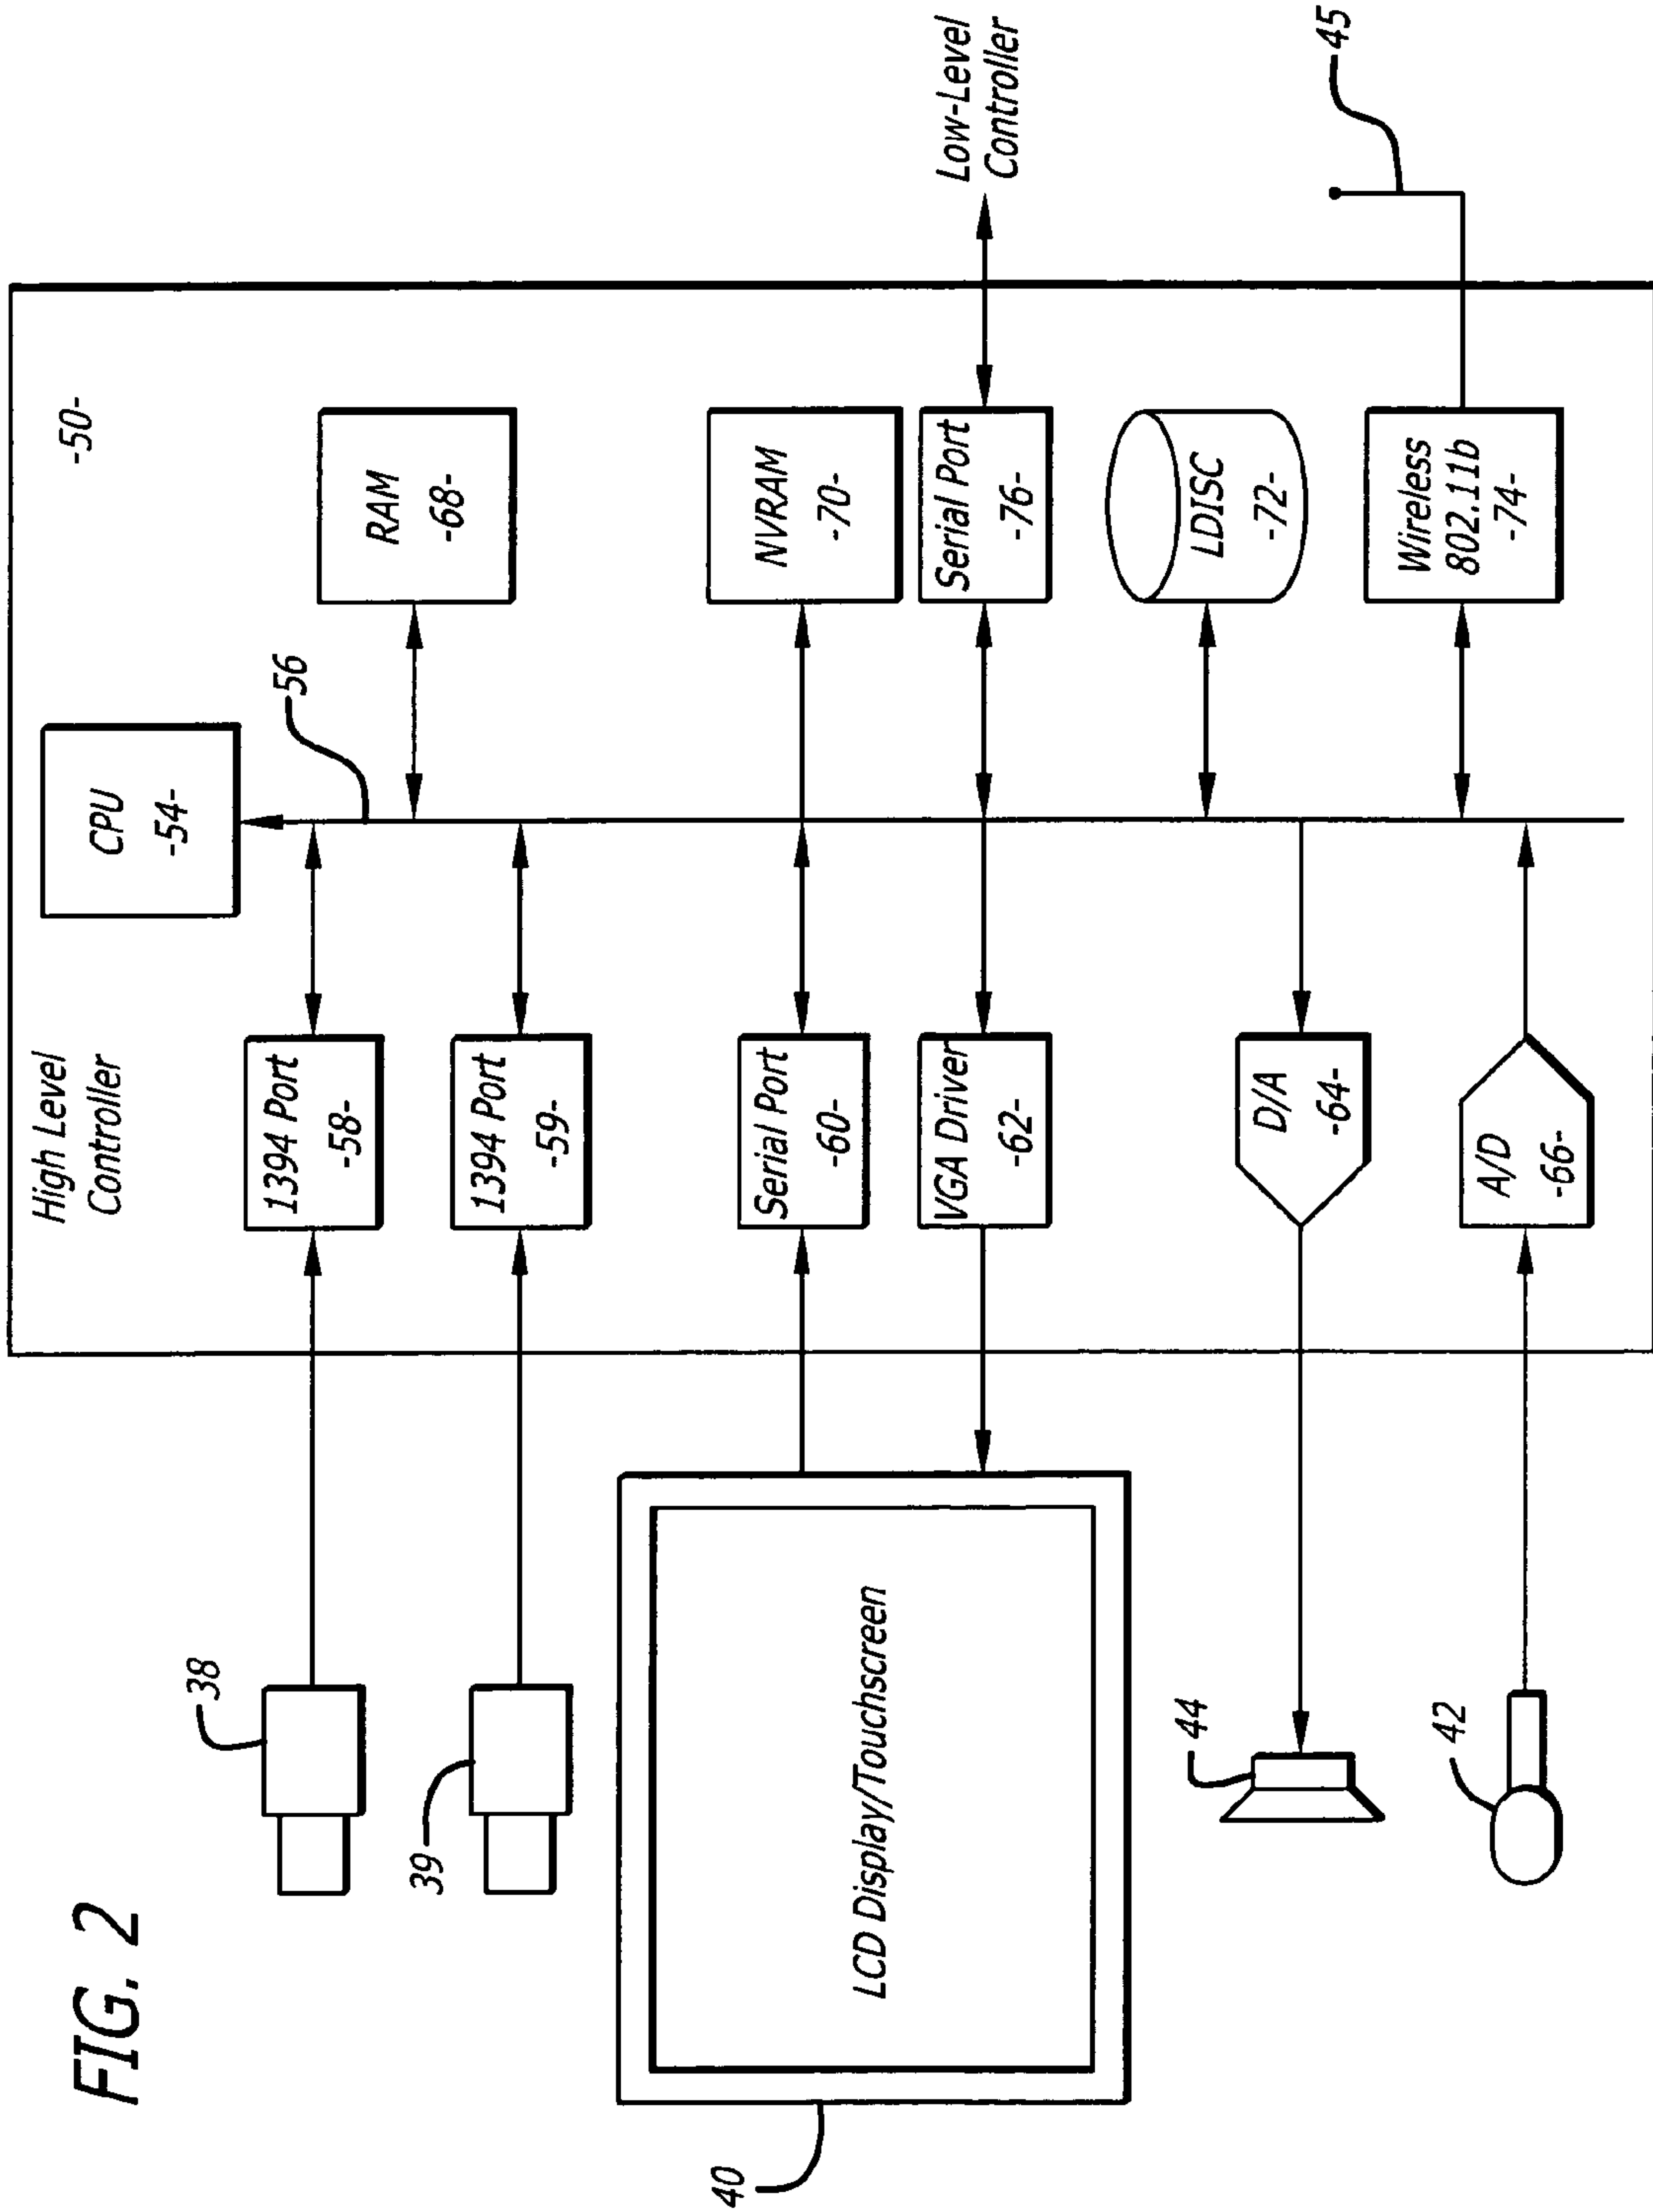 FIG. 2
High Level
Controller
-50-
CPU
-54-
56
38
1394 Port
-58-
RAM
-68-
39
1394 Port
-59-
40
LCD Display/Touchscreen
Serial Port
-60-
NVRAM
-70-
VGA Driver
-62-
Serial Port
-76-
Low-Level
Controller
44
D/A
-64-
LDISC
-72-
42
A/D
-66-
Wireless
802.11b
-74-
45